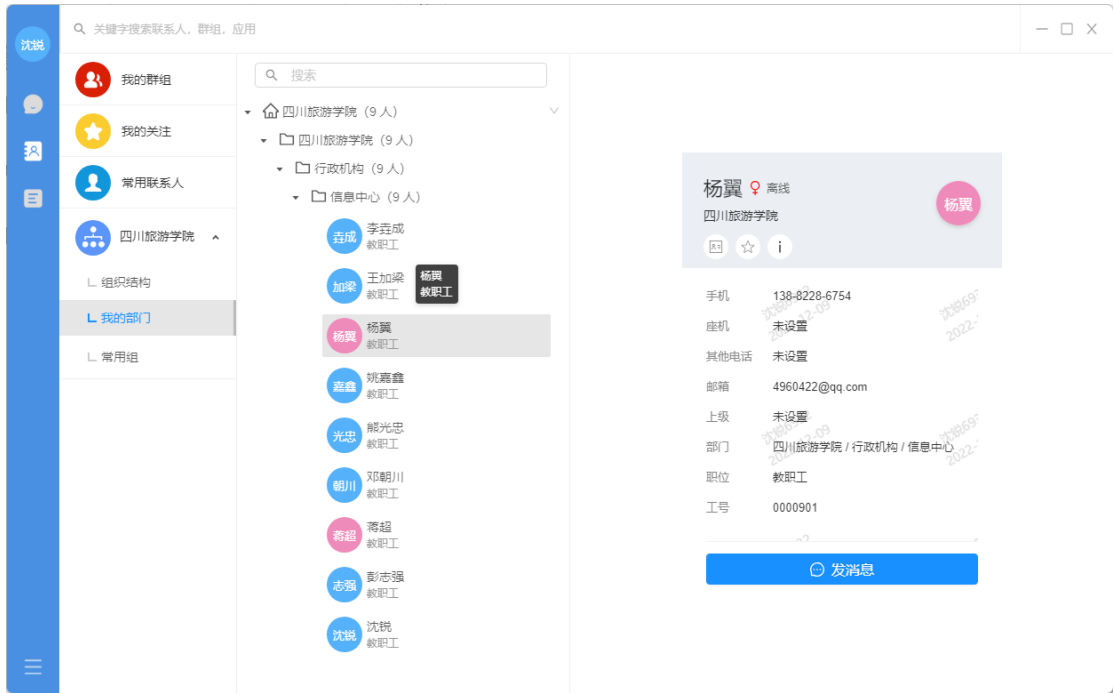 沈锐
关键字搜索联系人, 群组, 应用
我的群组
我的关注
常用联系人
四川旅游学院
组织结构
我的部门
常用组
搜索
四川旅游学院 (9 人)
四川旅游学院 (9 人)
行政机构 (9 人)
信息中心 (9 人)
垚成 李垚成
教职工
加梁 王加梁
教职工
杨翼
教职工
杨翼 杨翼
教职工
嘉鑫 姚嘉鑫
教职工
光忠 熊光忠
教职工
朝川 邓朝川
教职工
蒋超 蒋超
教职工
志强 彭志强
教职工
沈锐 沈锐
教职工
杨翼 离线
四川旅游学院
杨翼
手机 138-8228-6754
座机 未设置
其他电话 未设置
邮箱 4960422@qq.com
上级 未设置
部门 四川旅游学院 / 行政机构 / 信息中心
职位 教职工
工号 0000901
发消息